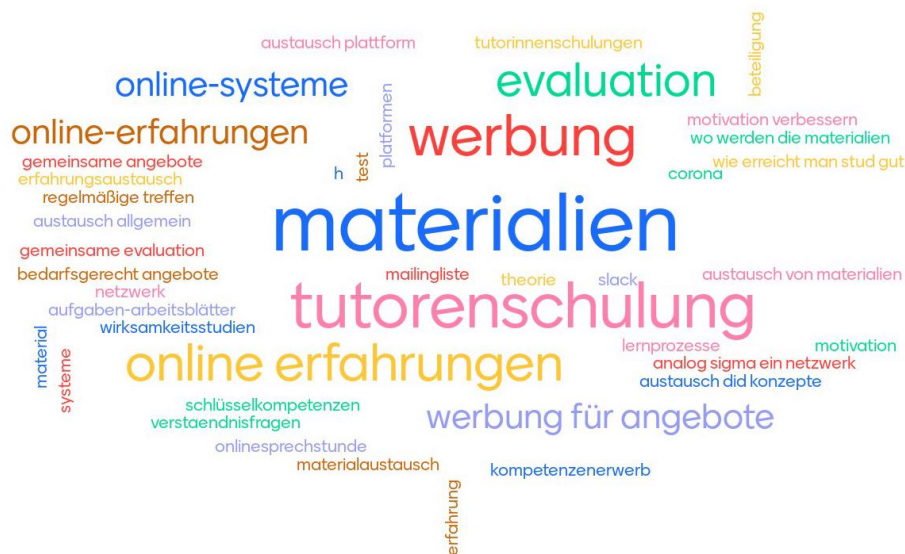 austausch plattform
tutorinnenschulungen
beteiligung
online-systeme
evaluation
platformen
motivation verbessern
online-erfahrungen
werbung
wo werden die materialien
gemeinsame angebote
test
wie erreicht man stud gut
erfahrungsaustausch
h
corona
regelmäßige treffen
austausch allgemein
materialien
gemeinsame evaluation
bedarfsgerecht angebote
mailingliste
theorie
slack
austausch von materialien
netzwerk
tutorenschulung
aufgaben-arbeitsblätter
wirksamkeitsstudien
material
systeme
online erfahrungen
lernprozesse
motivation
analog sigma ein netzwerk
austausch did konzepte
schlüsselkompetenzen
werbung für angebote
verstaendnisfragen
onlinesprechstunde
materialaustausch
kompetenzenerwerb
erfahrung